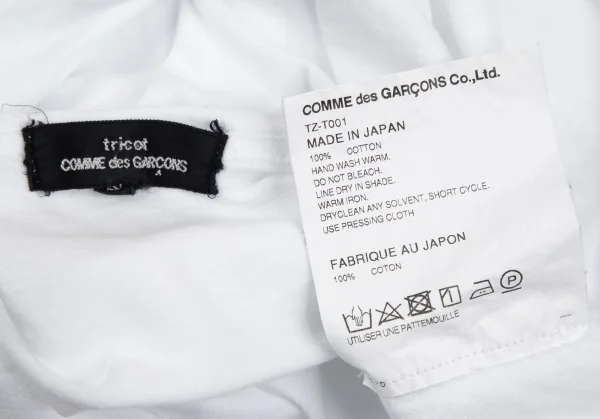 tricot
COMME des GARCONS
COMME des GARÇONS Co.,Ltd.
TZ-T001
MADE IN JAPAN
100% COTTON
HAND WASH WARM.
DO NOT BLEACH.
LINE DRY IN SHADE.
WARM IRON.
DRYCLEAN ANY SOLVENT, SHORT CYCLE.
USE PRESSING CLOTH
FABRIQUE AU JAPON
100% COTON
P
UTILISER UNE PATTEMOUILLE